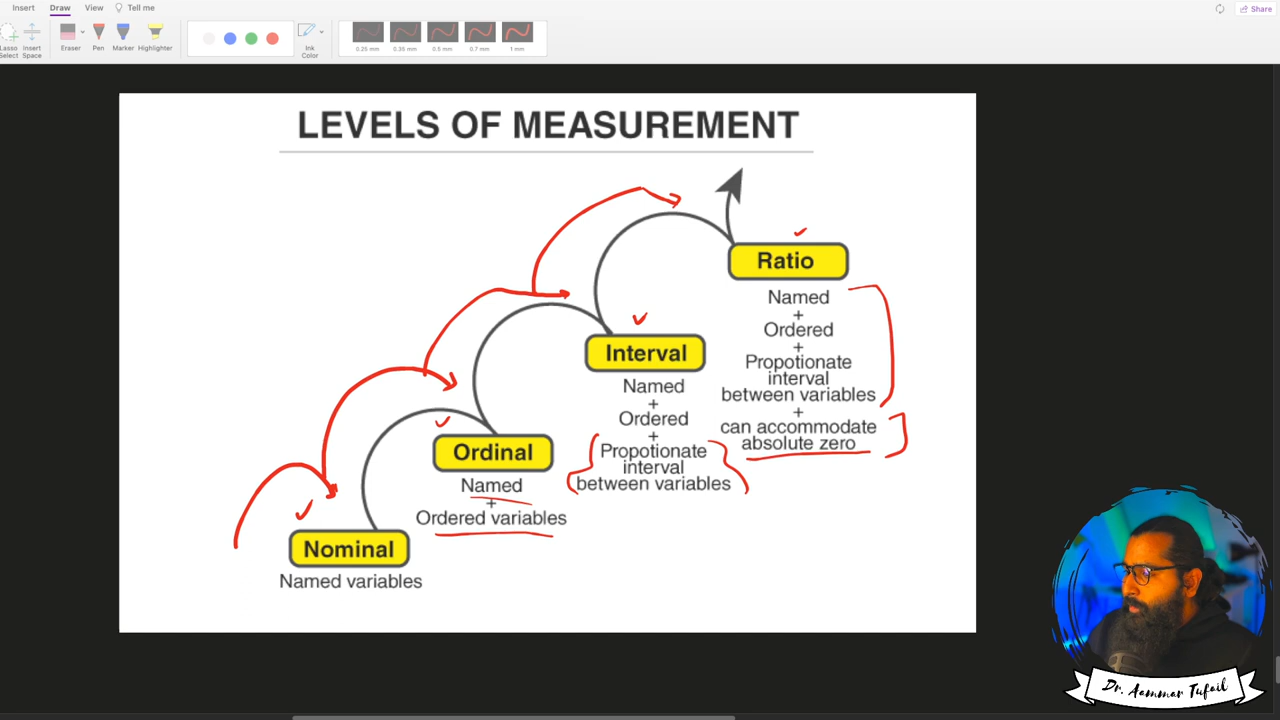 Insert Draw View Tell me
Share
Lasso Select
Insert Space
Eraser
Pen
Marker
Highlighter
Ink Color
0.25 mm
0.35 mm
0.5 mm
0.7 mm
1 mm
LEVELS OF MEASUREMENT
Ratio
Named
+
Ordered
+
Propotionate
interval
between variables
+
can accommodate
absolute zero
Interval
Named
+
Ordered
+
Propotionate
interval
between variables
Ordinal
Named
+
Ordered variables
Nominal
Named variables
Dr. Aammar Tufail